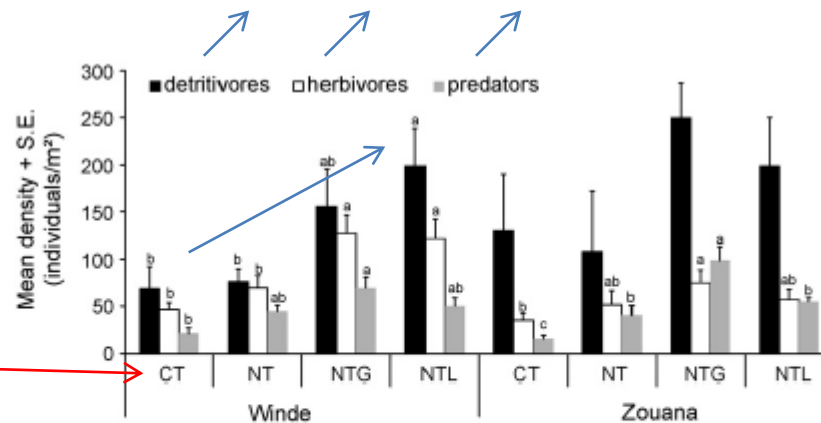 300
detritivores herbivores predators
250
200
150
100
50
0
Mean density + S.E.
(individuals/m²)
b b b b b ab ab a a a a ab b c ab b a a ab b
CT NT NTG NTL CT NT NTG NTL
Winde Zouana